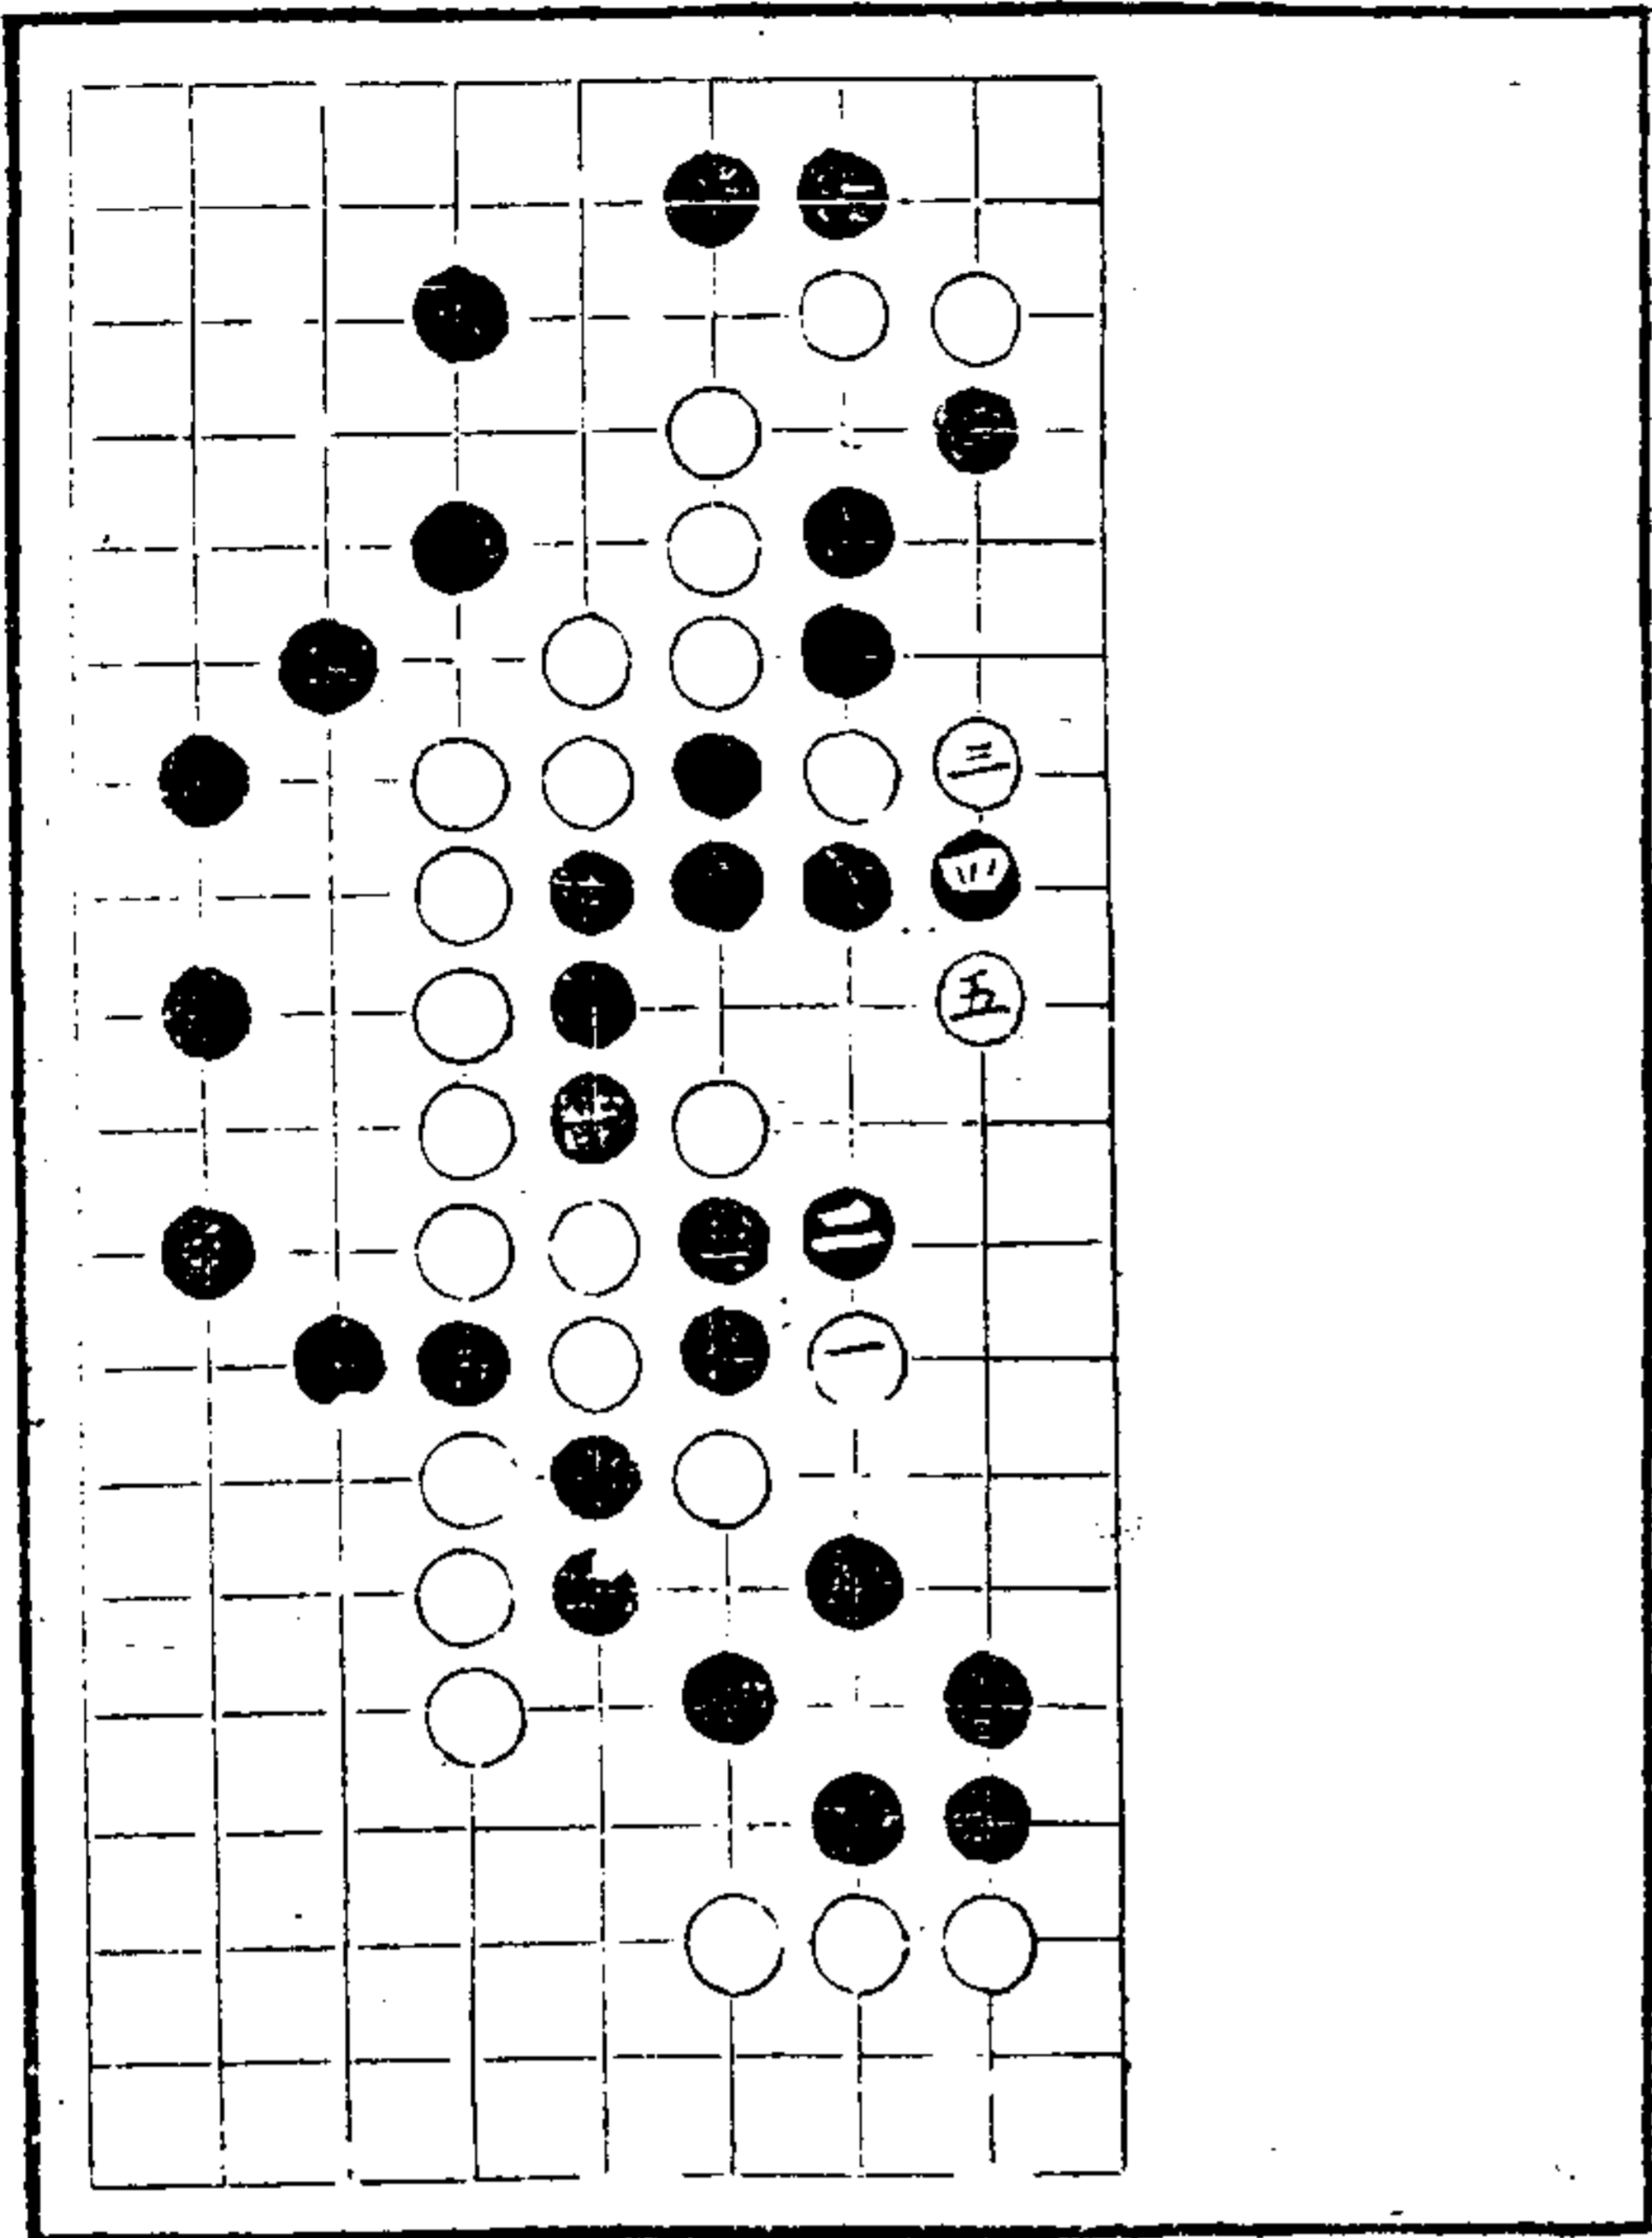 三
四
五
二
一